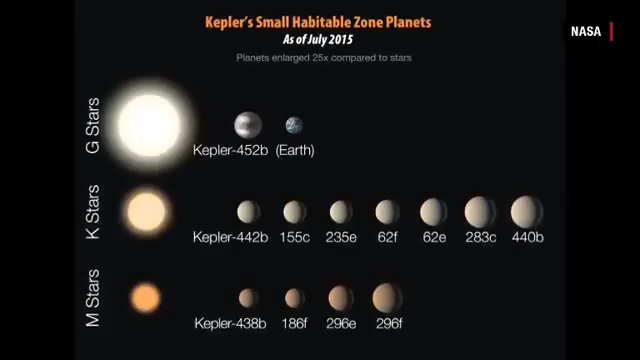 Kepler's Small Habitable Zone Planets
As of July 2015
Planets enlarged 25x compared to stars
NASA
G Stars
Kepler-452b (Earth)
K Stars
Kepler-442b 155c 235e 62f 62e 283c 440b
M Stars
Kepler-438b 186f 296e 296f